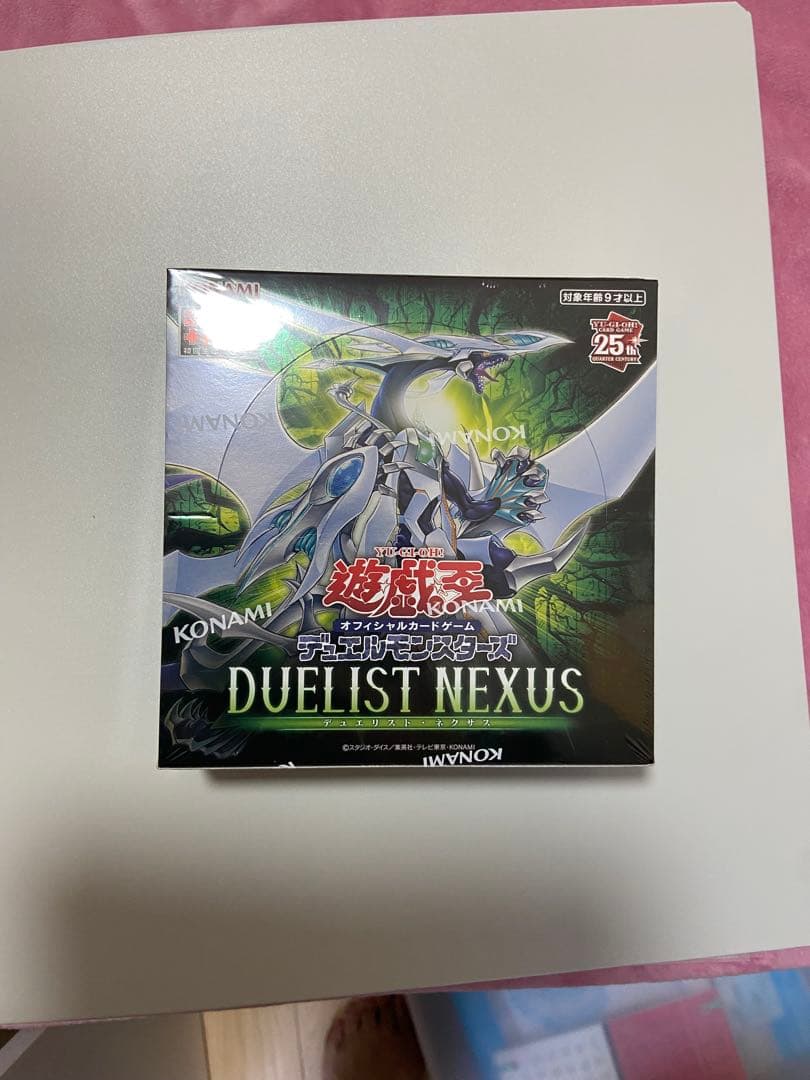 KONAMI
対象年齢9才以上
YU-GI-OH!
CARD GAME
25th
QUARTER CENTURY
初回
KONAMI
KONAMI
KONAMI
YU-GI-OH!
遊戯王
KONAMI
オフィシャルカードゲーム
KONAMI
デュエルモンスターズ
DUELIST NEXUS
デュエリスト・ネクサス
©スタジオ・ダイス/集英社・テレビ東京・KONAMI
KONAMI